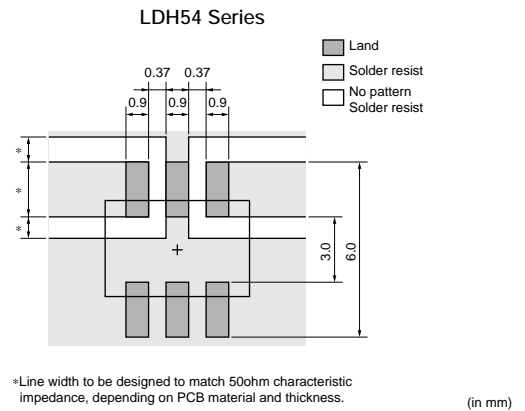 LDH54 Series
Land
Solder resist
No pattern
Solder resist
0.37 0.37
0.9 0.9 0.9
*
*
*
3.0
6.0
*Line width to be designed to match 50ohm characteristic
impedance, depending on PCB material and thickness.
(in mm)